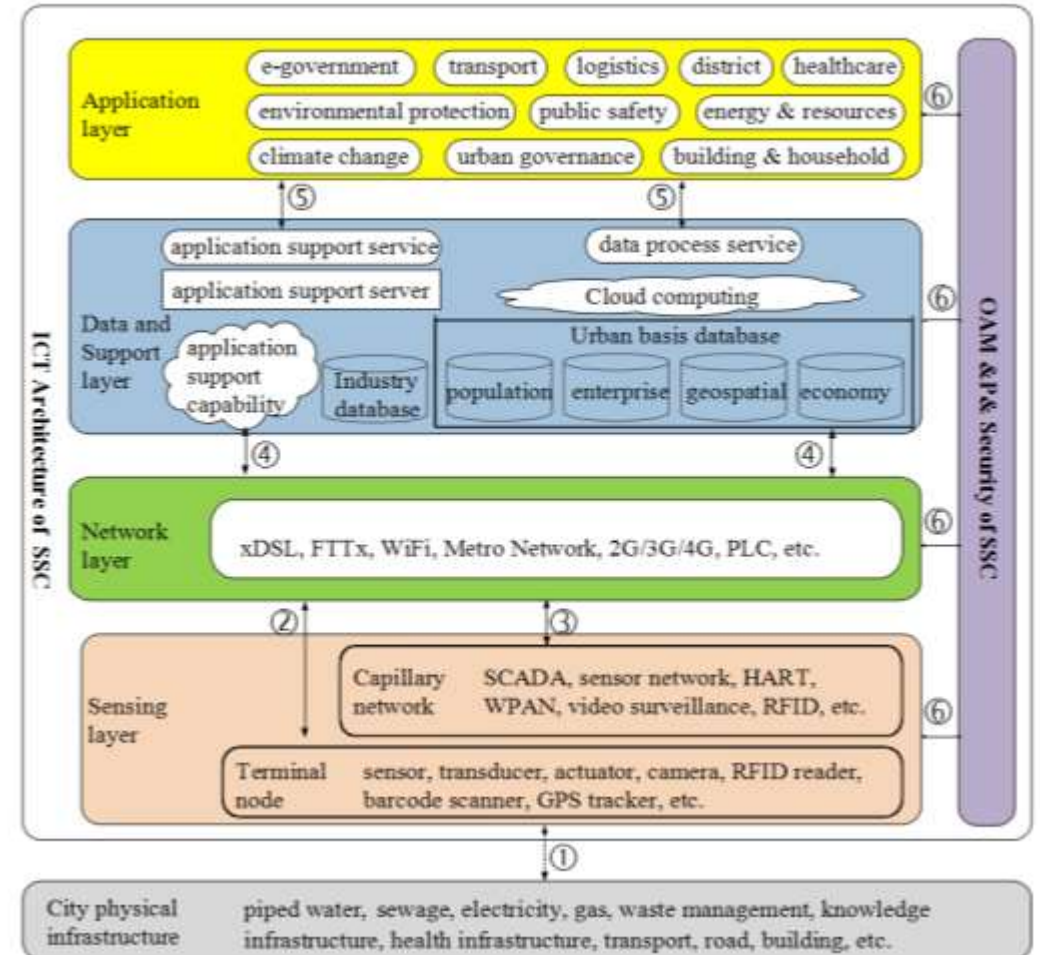 ICT Architecture of SSC
OAM &P& Security of SSC
Application
layer
e-government
transport
logistics
district
healthcare
environmental protection
public safety
energy & resources
climate change
urban governance
building & household
⑥
⑤
⑤
Data and
Support
layer
application support service
data process service
application support server
Cloud computing
application
support
capability
Industry
database
Urban basis database
population
enterprise
geospatial
economy
⑥
④
④
Network
layer
xDSL, FTTx, WiFi, Metro Network, 2G/3G/4G, PLC, etc.
⑥
②
③
Sensing
layer
Capillary
network
SCADA, sensor network, HART,
WPAN, video surveillance, RFID, etc.
⑥
Terminal
node
sensor, transducer, actuator, camera, RFID reader,
barcode scanner, GPS tracker, etc.
①
City physical
infrastructure
piped water, sewage, electricity, gas, waste management, knowledge
infrastructure, health infrastructure, transport, road, building, etc.